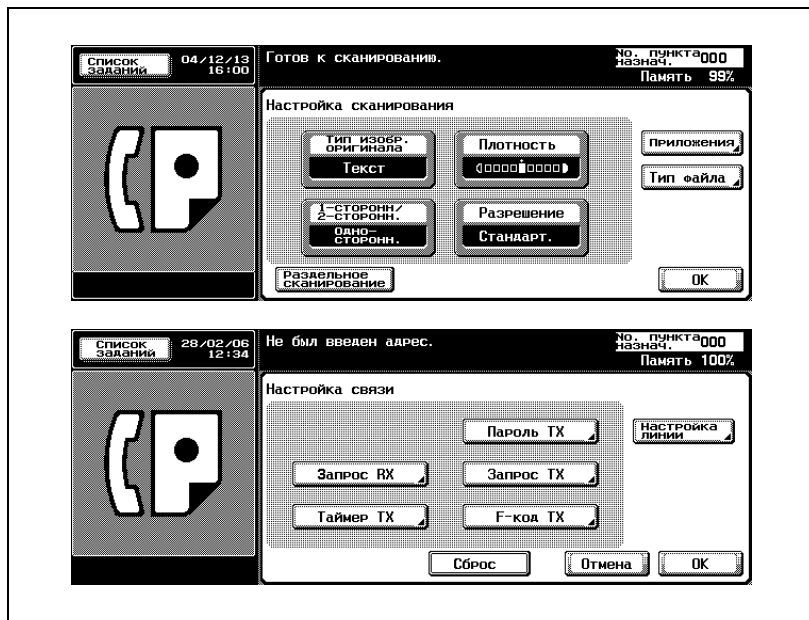 Список заданий
04/12/13
16:00
Готов к сканированию.
No. пункта назнач. 000
Память 99%
Настройка сканирования
Тип изобр. оригинала
Текст
Плотность
Приложения
Тип файла
1-сторонн/ 2-сторонн.
Одно-сторонн.
Разрешение
Стандарт.
Раздельное сканирование
OK
Список заданий
28/02/06
12:34
Не был введен адрес.
No. пункта назнач. 000
Память 100%
Настройка связи
Пароль TX
Настройка линии
Запрос RX
Запрос TX
Таймер TX
F-код TX
Сброс
Отмена
OK